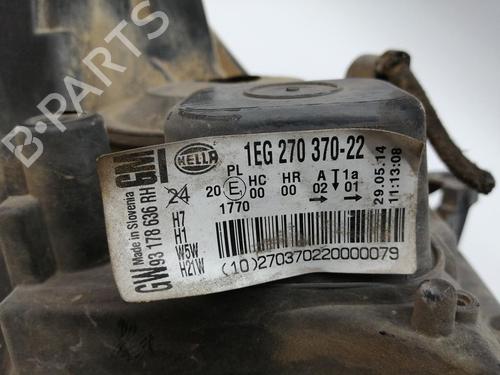 HELLA
1EG 270 370-22
GM
GW 93 178 636 RH
Made in Slovenia
24
H7
H1
W5W
H21W
20
PL
E1
1770
HC
00
HR
00
A
02
1a
01
29.05.14
11:13:08
(10)270370220000079
B-PARTS